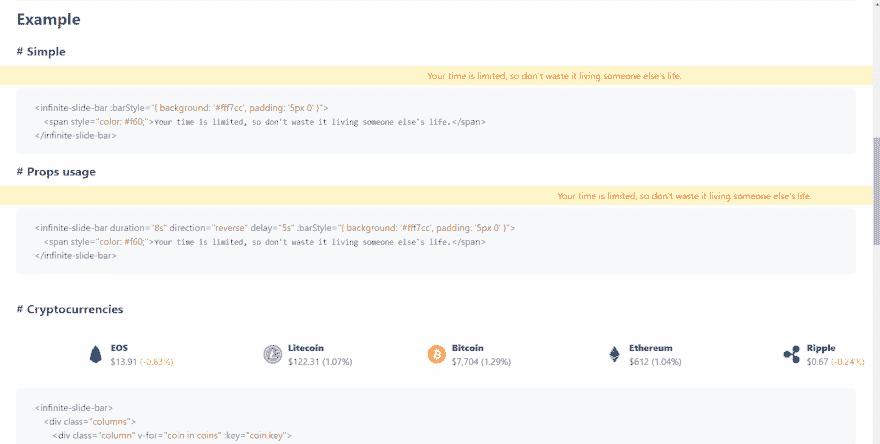 Example
# Simple
Your time is limited, so don't waste it living someone else's life.
<infinite-slide-bar :barStyle="{ background: '#fff7cc', padding: '5px 0' }">
<span style="color: #f60;">Your time is limited, so don't waste it living someone else's life.</span>
</infinite-slide-bar>
# Props usage
Your time is limited, so don't waste it living someone else's life.
<infinite-slide-bar duration="8s" direction="reverse" delay="5s" :barStyle="{ background: '#fff7cc', padding: '5px 0' }">
<span style="color: #f60;">Your time is limited, so don't waste it living someone else's life.</span>
</infinite-slide-bar>
# Cryptocurrencies
EOS Litecoin Bitcoin Ethereum Ripple
$13.91 (-0.63%) $122.31 (1.07%) $7,704 (1.29%) $612 (1.04%) $0.67 (-0.24%)
<infinite-slide-bar>
<div class="columns">
<div class="column" v-for="coin in coins" :key="coin.key">